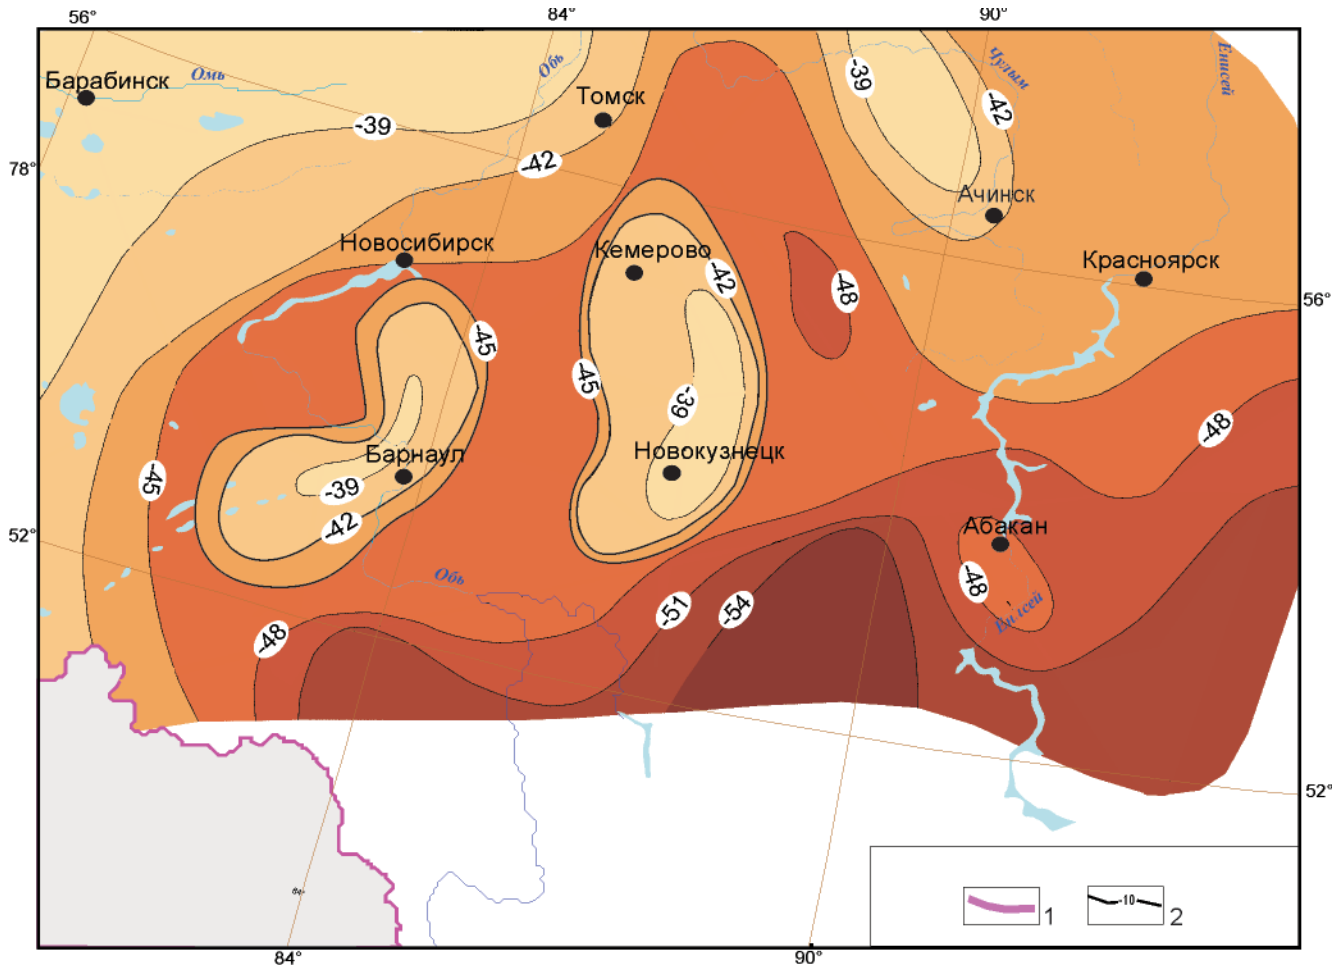 56°
84°
90°
Барабинск
Омь
Обь
Томск
-39
Чулым
Енисей
-42
-39
-42
78°
Ачинск
Новосибирск
Кемерово
-42
Красноярск
-48
56°
-45
-45
-39
-48
Барнаул
Новокузнецк
-45
-39
-42
52°
Абакан
Обь
-48
-51
-54
Енисей
-48
52°
84°
1
-10
2
84°
90°